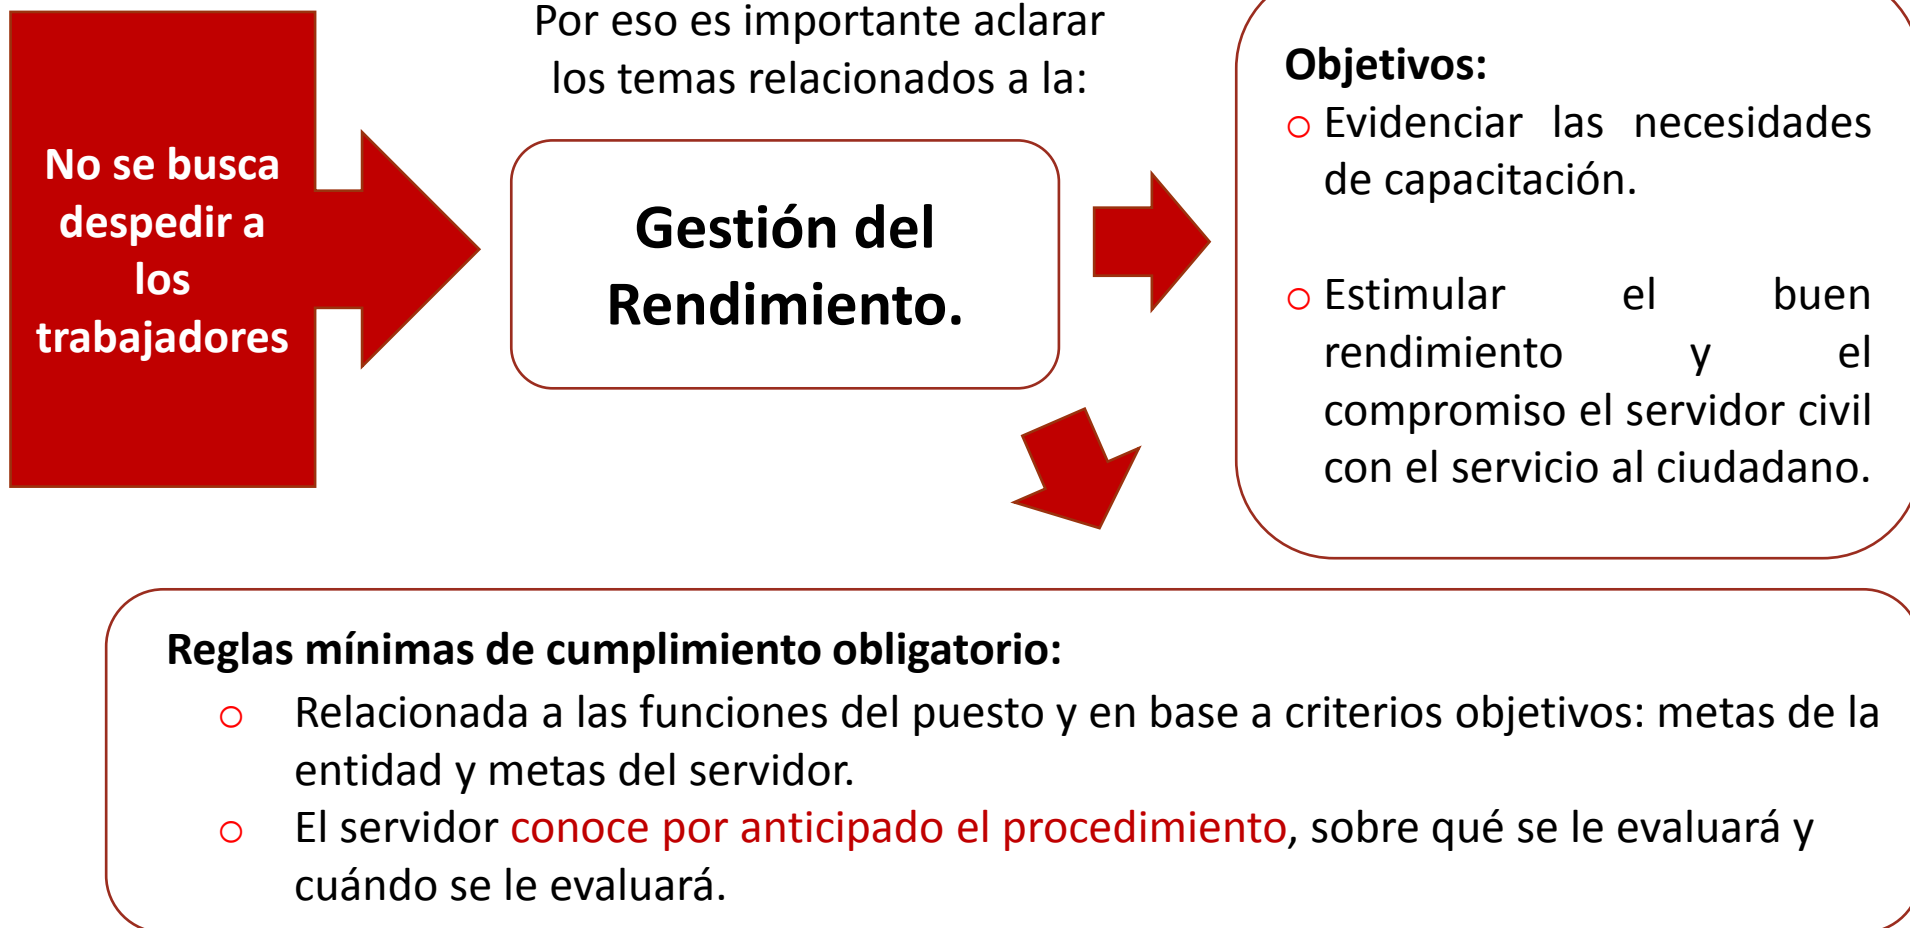 No se busca
despedir a
los
trabajadores
Por eso es importante aclarar
los temas relacionados a la:
Gestión del
Rendimiento.
Objetivos:
o Evidenciar las necesidades
de capacitación.
o Estimular el buen
rendimiento y el
compromiso el servidor civil
con el servicio al ciudadano.
Reglas mínimas de cumplimiento obligatorio:
o Relacionada a las funciones del puesto y en base a criterios objetivos: metas de la
entidad y metas del servidor.
o El servidor conoce por anticipado el procedimiento, sobre qué se le evaluará y
cuándo se le evaluará.